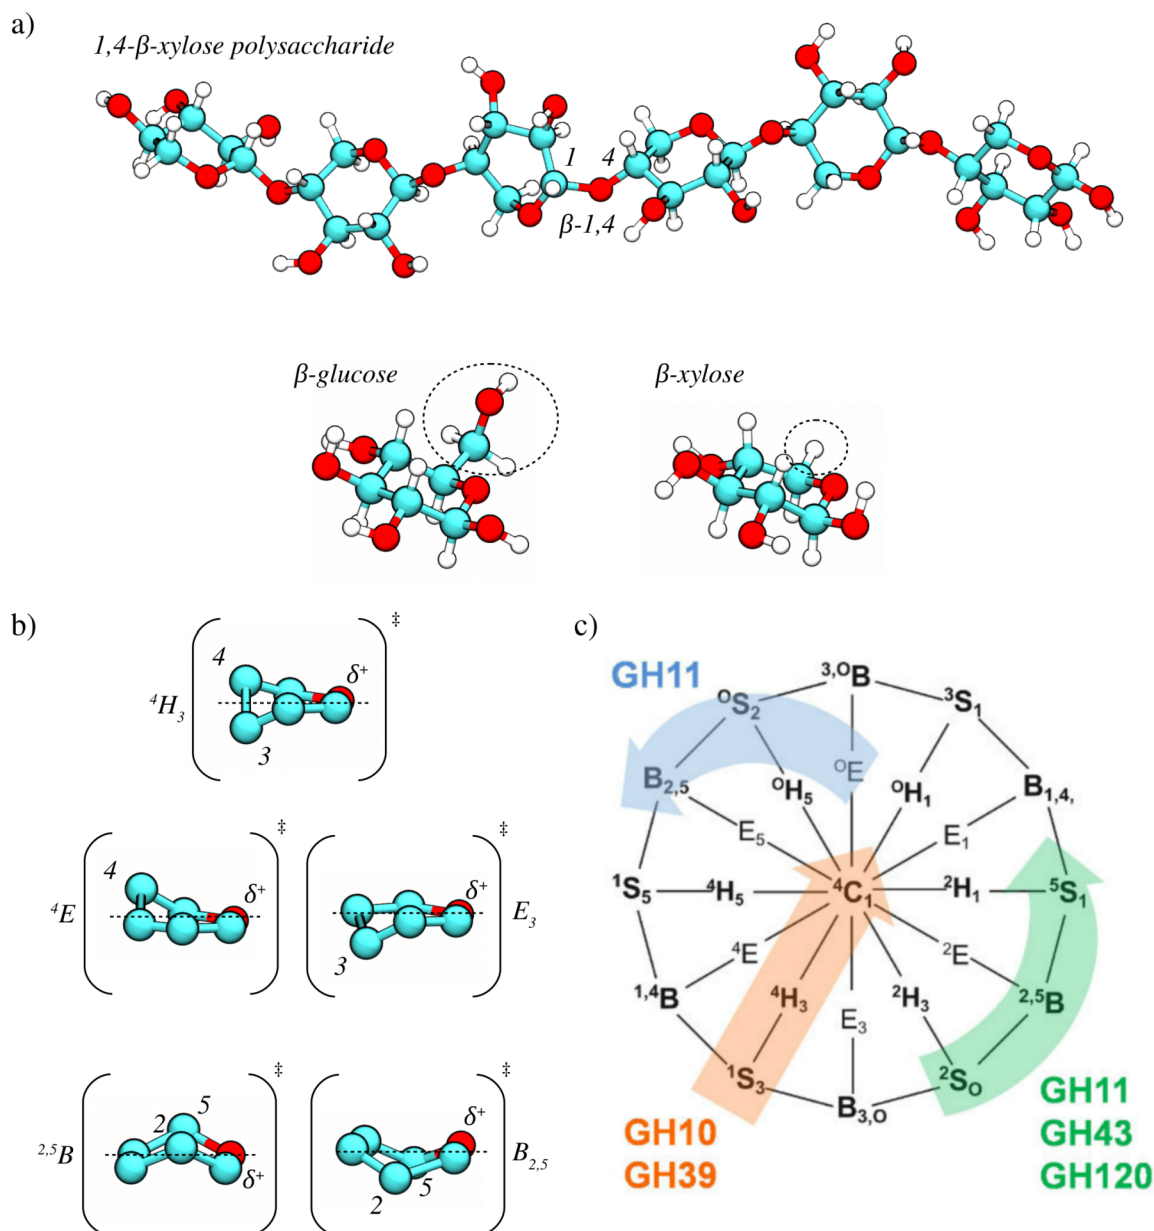 a)
1,4-β-xylose polysaccharide
1 4
β-1,4
β-glucose
β-xylose
b)
⁴H₃
4
3
δ⁺
‡
⁴E
4
δ⁺
‡
3
δ⁺
‡
E₃
²,⁵B
2
5
δ⁺
‡
2
5
δ⁺
‡
B₂,₅
c)
GH11
³,ᴼB
ᴼS₂
³S₁
ᴼE
B₂,₅
ᴼH₅
ᴼH₁
B₁,₄,
E₅
E₁
¹S₅
⁴H₅
⁴C₁
²H₁
⁵S₁
⁴E
²E
¹,⁴B
⁴H₃
E₃
²H₃
²,⁵B
¹S₃
B₃,O
²SO
GH10
GH39
GH11
GH43
GH120